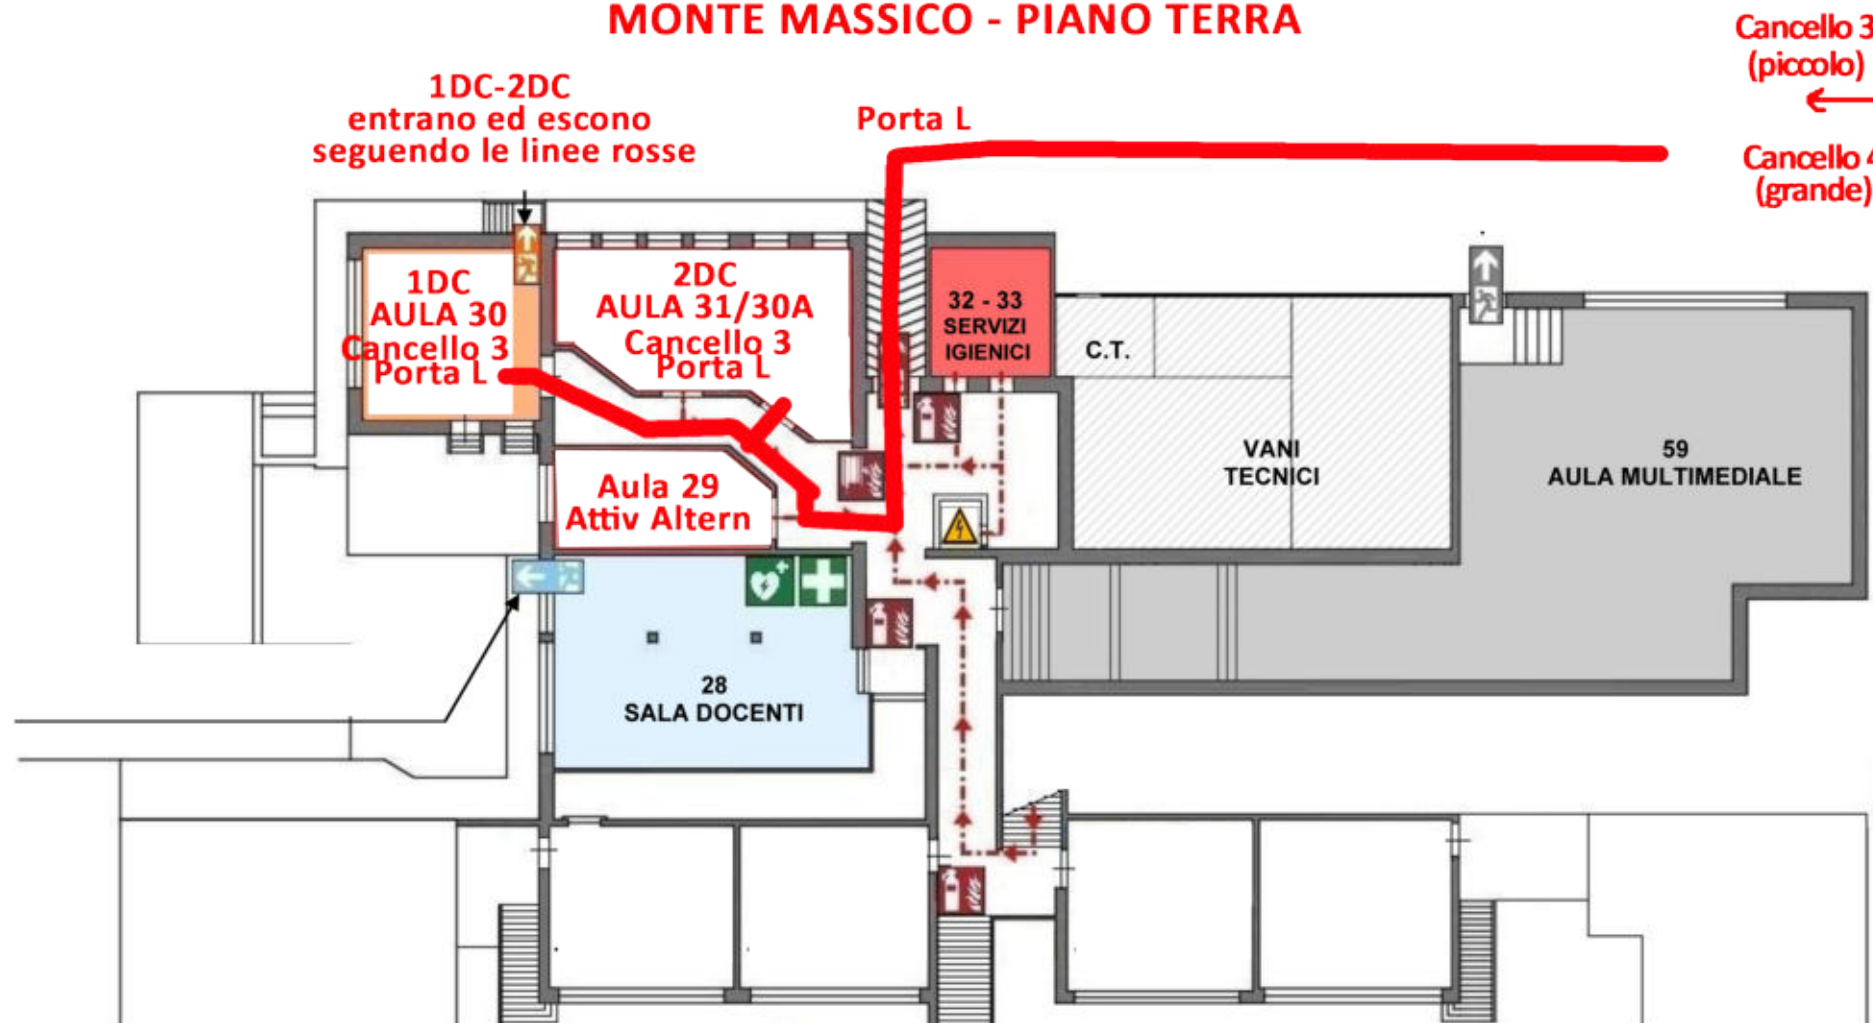 MONTE MASSICO - PIANO TERRA
Cancello 3
(piccolo)
1DC-2DC
entrano ed escono
seguendo le linee rosse
Porta L
Cancello 4
(grande)
1DC
AULA 30
Cancello 3
Porta L
2DC
AULA 31/30A
Cancello 3
Porta L
32 - 33
SERVIZI
IGIENICI
C.T.
VANI
TECNICI
59
AULA MULTIMEDIALE
Aula 29
Attiv Altern
28
SALA DOCENTI